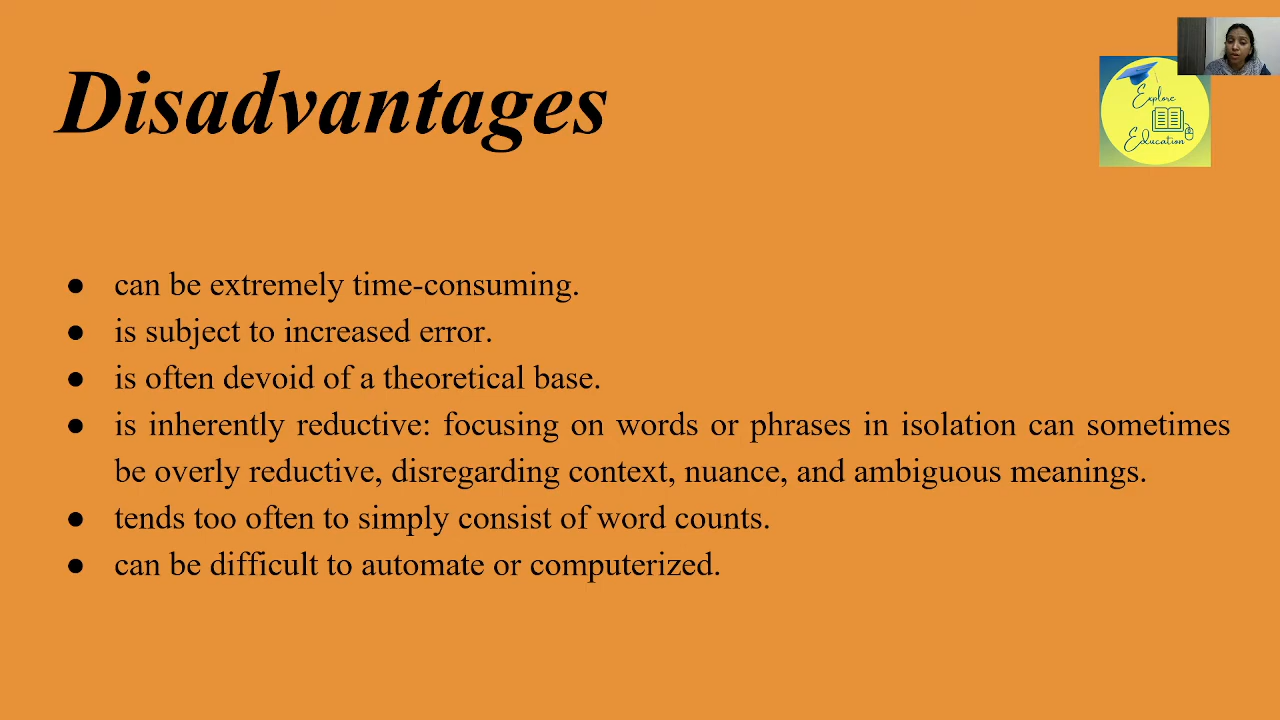 Disadvantages
Explore
Education
● can be extremely time-consuming.
● is subject to increased error.
● is often devoid of a theoretical base.
● is inherently reductive: focusing on words or phrases in isolation can sometimes
be overly reductive, disregarding context, nuance, and ambiguous meanings.
● tends too often to simply consist of word counts.
● can be difficult to automate or computerized.